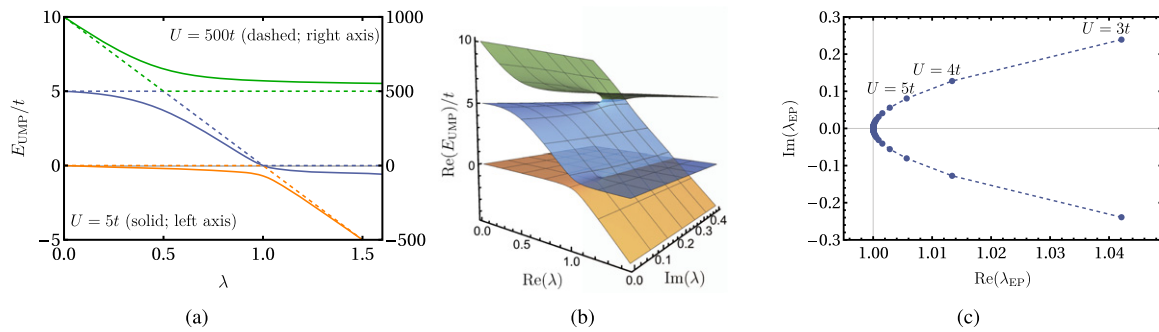 10
5
0
−5
E_UMP/t
U = 500t (dashed; right axis)
U = 5t (solid; left axis)
1000
500
0
−500
0.0 0.5 1.0 1.5
λ
(a)
10
5
0
Re(E_UMP)/t
0.0
0.5
1.0
Re(λ)
0.0
0.1
0.2
0.3
0.4
Im(λ)
(b)
0.3
0.2
0.1
0.0
−0.1
−0.2
−0.3
Im(λ_EP)
U = 3t
U = 4t
U = 5t
1.00 1.01 1.02 1.03 1.04
Re(λ_EP)
(c)